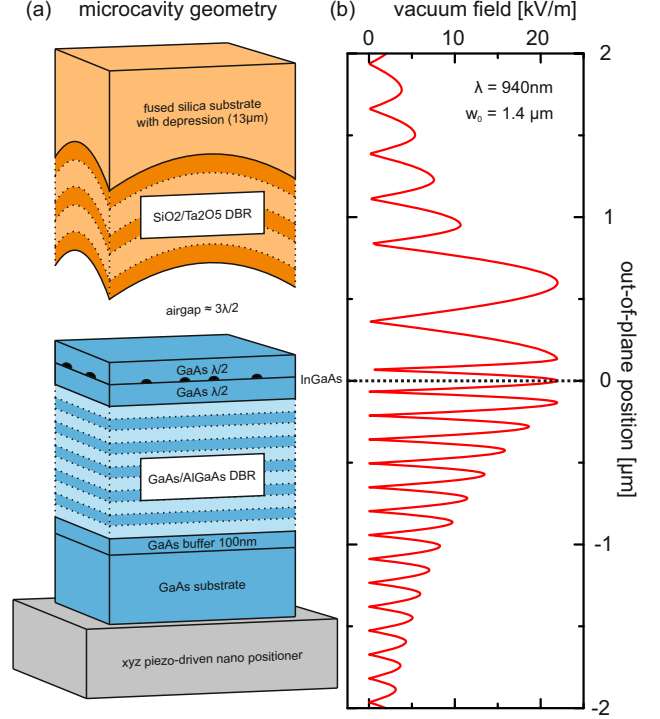 (a) microcavity geometry
fused silica substrate
with depression (13μm)
SiO2/Ta2O5 DBR
airgap ≈ 3λ/2
GaAs λ/2
GaAs λ/2
InGaAs
GaAs/AlGaAs DBR
GaAs buffer 100nm
GaAs substrate
xyz piezo-driven nano positioner
(b) vacuum field [kV/m]
0 10 20
λ = 940nm
w₀ = 1.4 μm
2
1
0
-1
-2
out-of-plane position [μm]